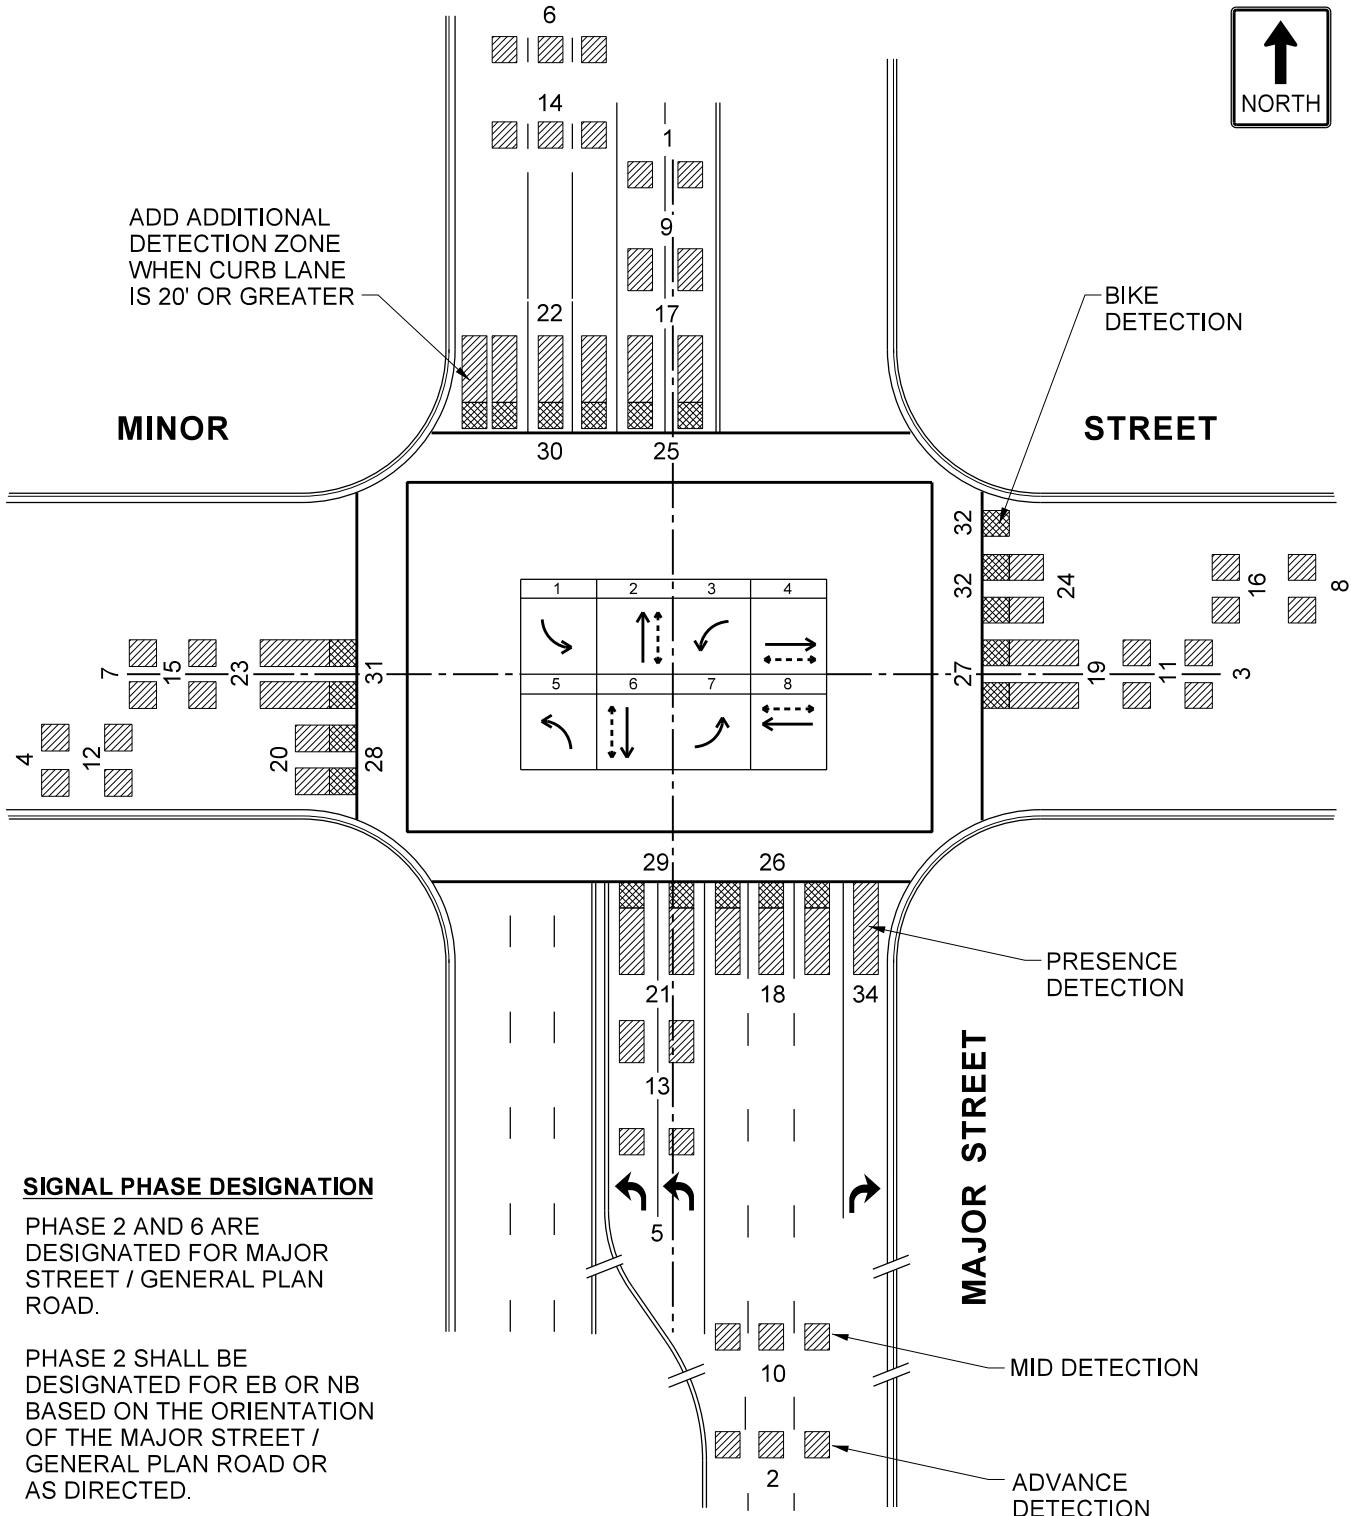 6
NORTH
14
1
ADD ADDITIONAL
DETECTION ZONE
WHEN CURB LANE
IS 20' OR GREATER
9
BIKE
DETECTION
22
17
MINOR
STREET
30
25
32
32
24
16
8
1
2
3
4
7
15
23
31
27
19
11
3
5
6
7
8
4
12
20
28
29
26
PRESENCE
DETECTION
21
18
34
13
MAJOR STREET
SIGNAL PHASE DESIGNATION
PHASE 2 AND 6 ARE
DESIGNATED FOR MAJOR
STREET / GENERAL PLAN
ROAD.
5
PHASE 2 SHALL BE
DESIGNATED FOR EB OR NB
BASED ON THE ORIENTATION
OF THE MAJOR STREET /
GENERAL PLAN ROAD OR
AS DIRECTED.
MID DETECTION
10
2
ADVANCE
DETECTION